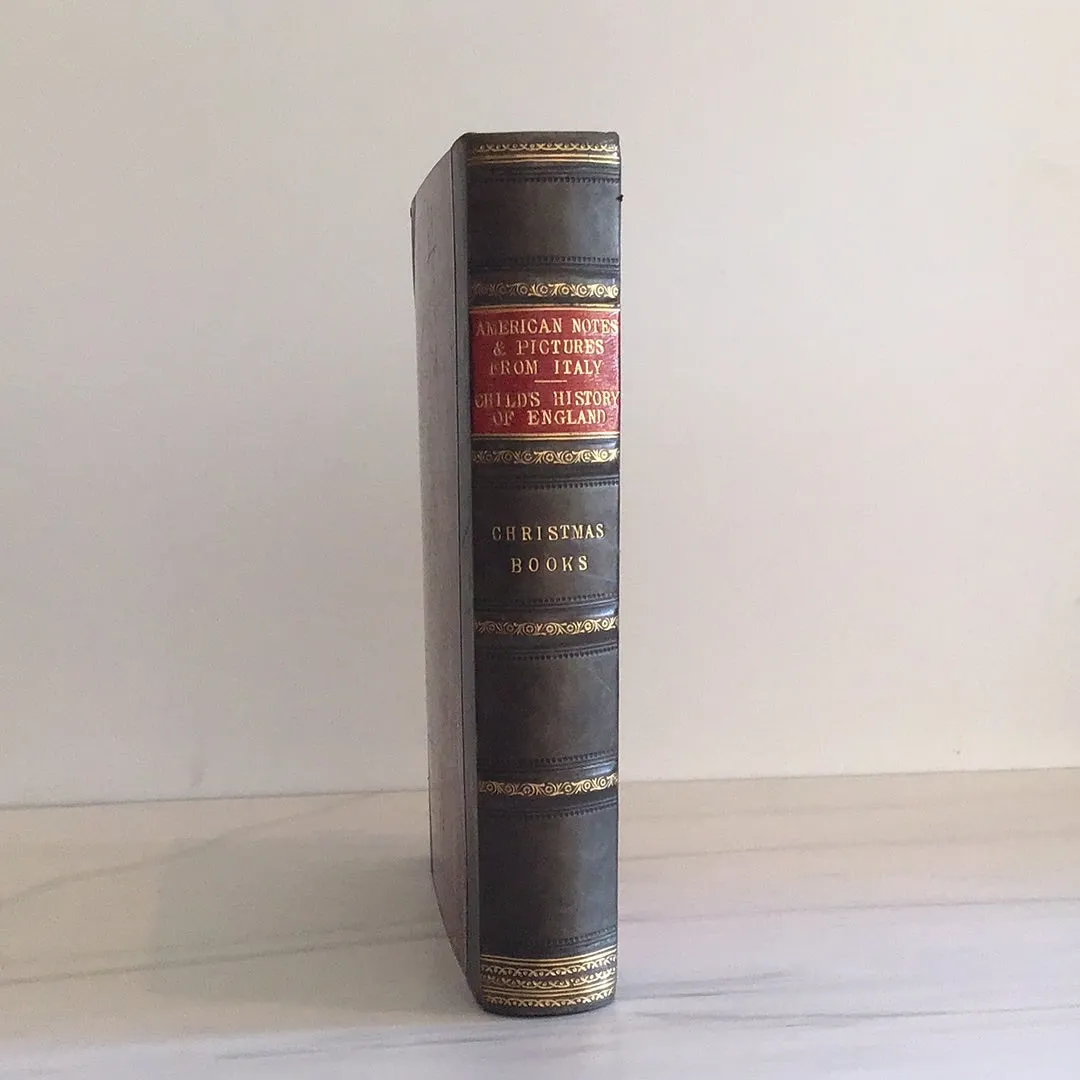 AMERICAN NOTES
& PICTURES
FROM ITALY
CHILD'S HISTORY
OF ENGLAND
CHRISTMAS
BOOKS